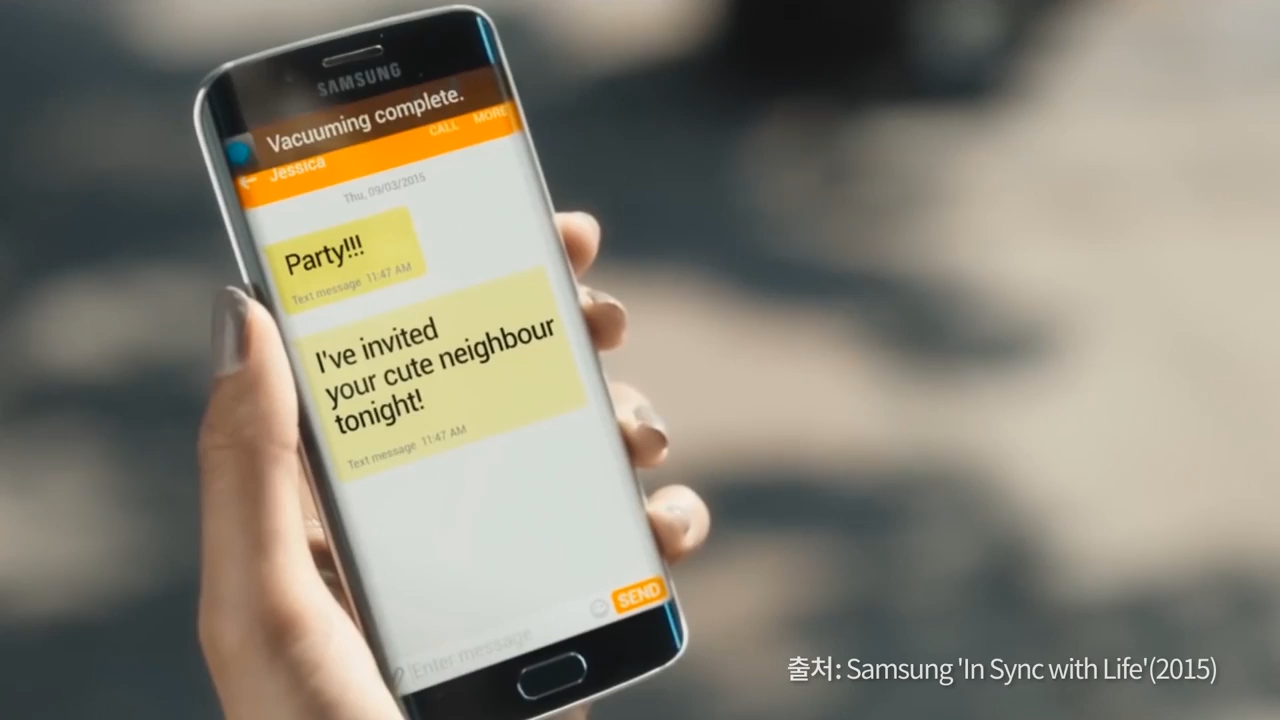 SAMSUNG
Vacuuming complete.
Jessica
CALL
MORE
Thu, 09/03/2015
Party!!!
Text message 11:47 AM
I've invited
your cute neighbour
tonight!
Text message 11:47 AM
SEND
Enter message
출처: Samsung 'In Sync with Life'(2015)